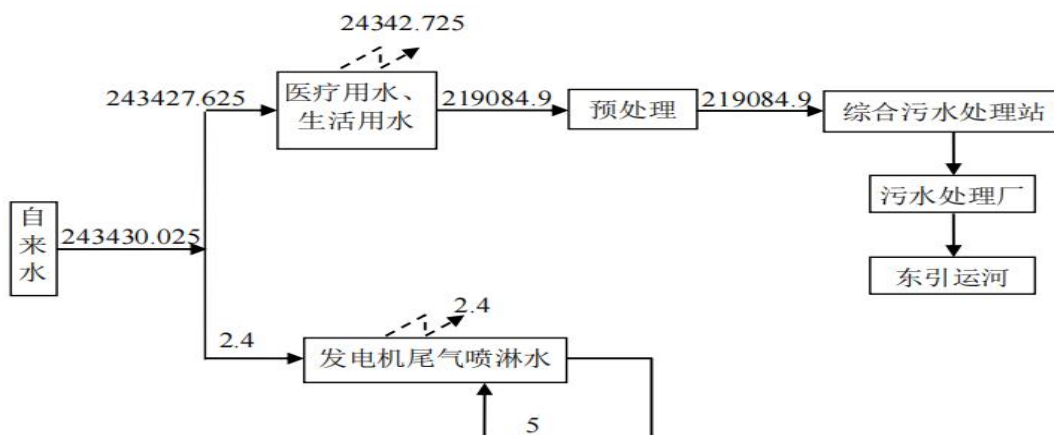 24342.725
243427.625
医疗用水、
生活用水
219084.9
预处理
219084.9
综合污水处理站
污水处理厂
东引运河
自
来
水
243430.025
2.4
2.4
发电机尾气喷淋水
5